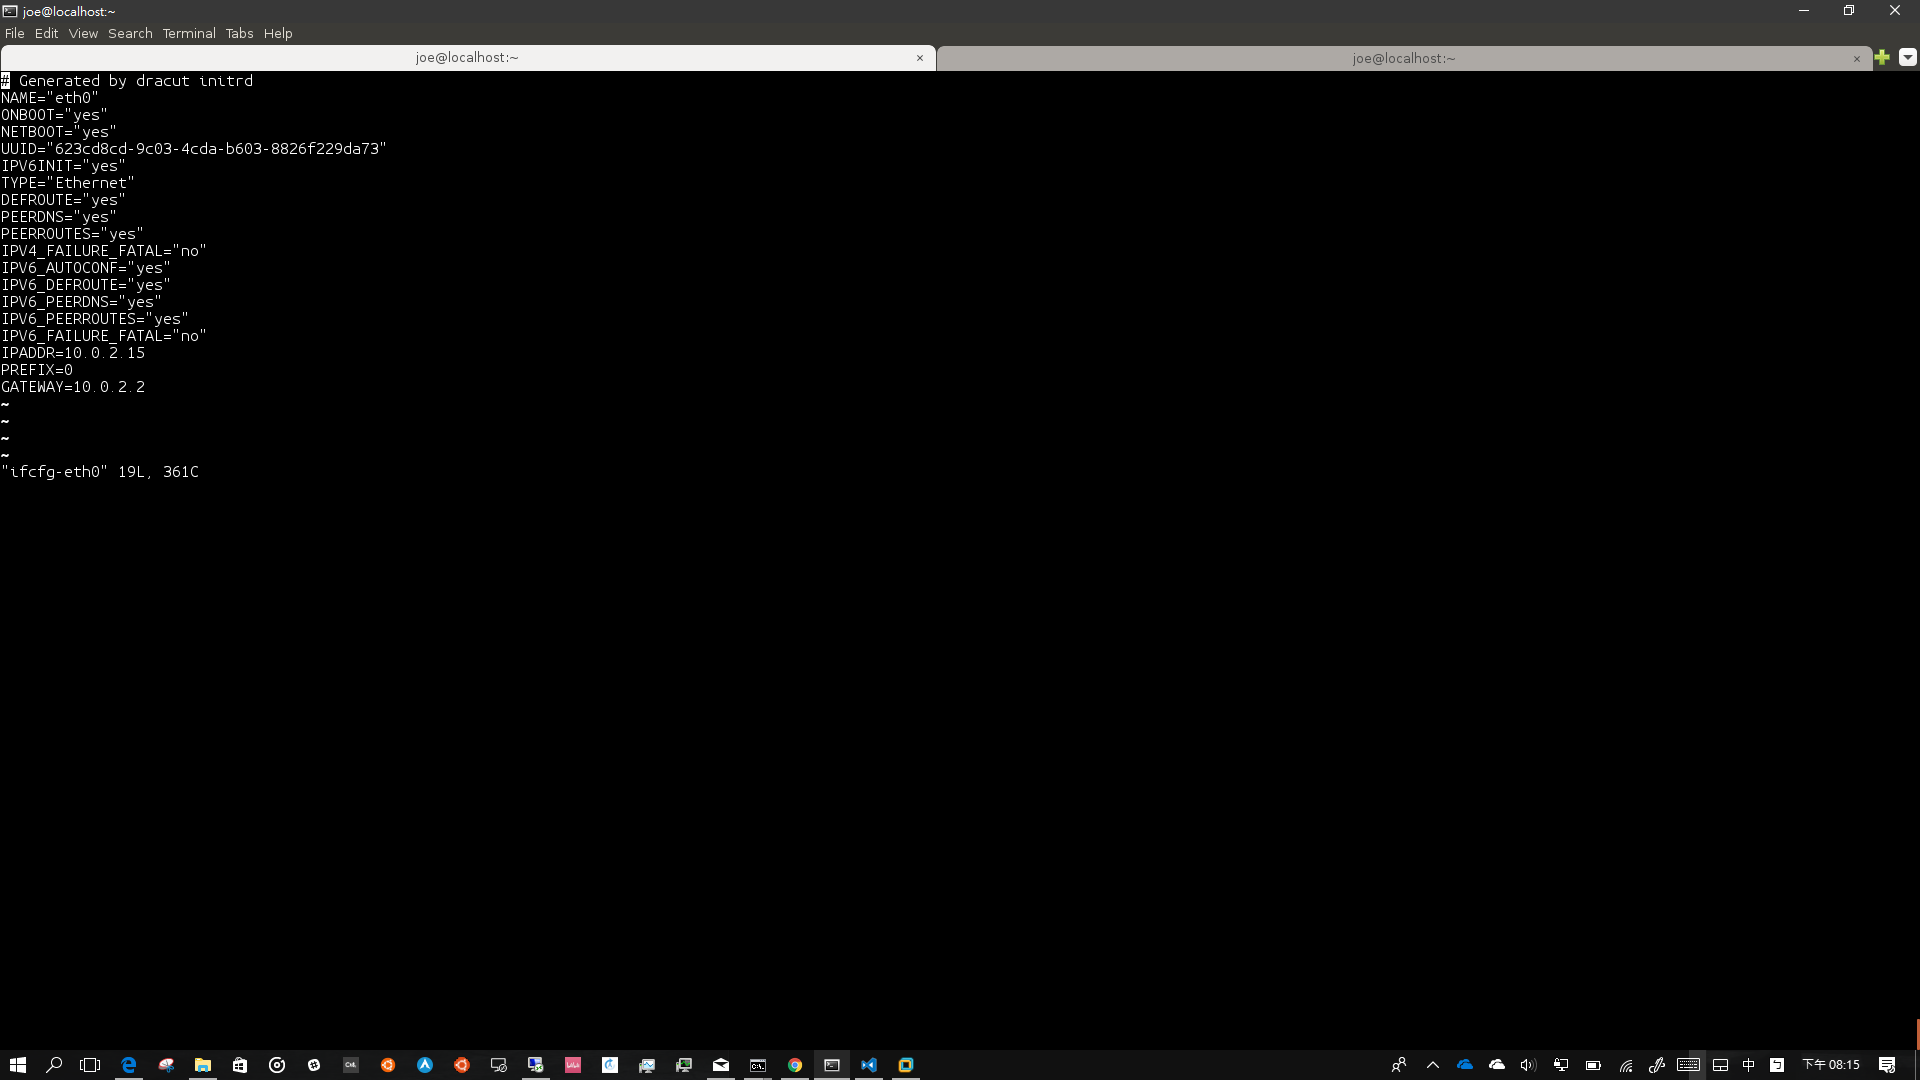 joe@localhost:~
File Edit View Search Terminal Tabs Help
joe@localhost:~
joe@localhost:~
# Generated by dracut initrd
NAME="eth0"
ONBOOT="yes"
NETBOOT="yes"
UUID="623cd8cd-9c03-4cda-b603-8826f229da73"
IPV6INIT="yes"
TYPE="Ethernet"
DEFROUTE="yes"
PEERDNS="yes"
PEERROUTES="yes"
IPV4_FAILURE_FATAL="no"
IPV6_AUTOCONF="yes"
IPV6_DEFROUTE="yes"
IPV6_PEERDNS="yes"
IPV6_PEERROUTES="yes"
IPV6_FAILURE_FATAL="no"
IPADDR=10.0.2.15
PREFIX=0
GATEWAY=10.0.2.2
~
~
~
~
"ifcfg-eth0" 19L, 361C
中
下午 08:15